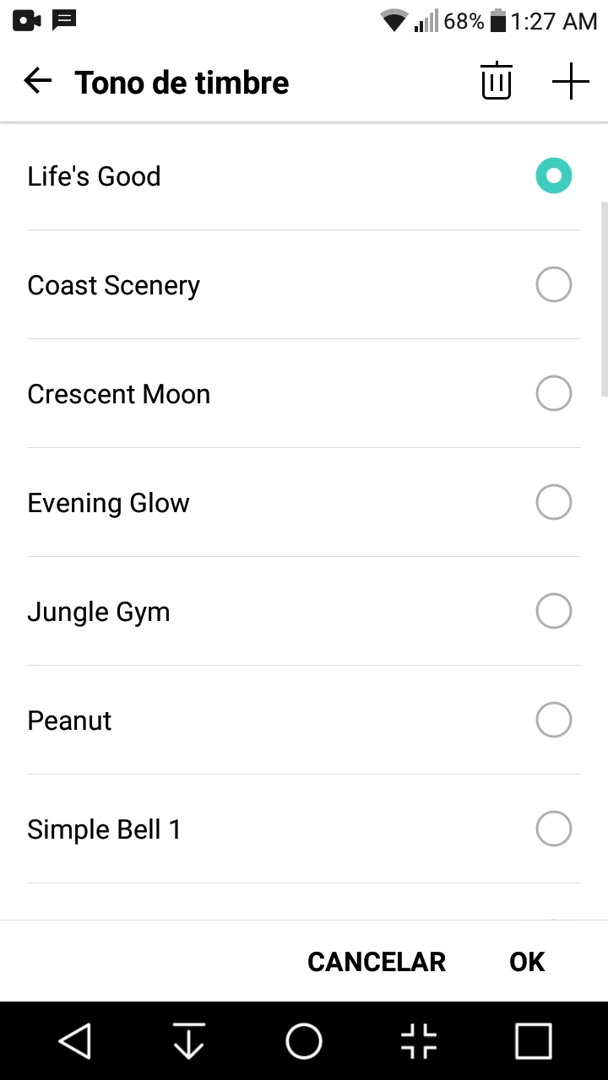 68% 1:27 AM
Tono de timbre
Life's Good
Coast Scenery
Crescent Moon
Evening Glow
Jungle Gym
Peanut
Simple Bell 1
CANCELAR OK